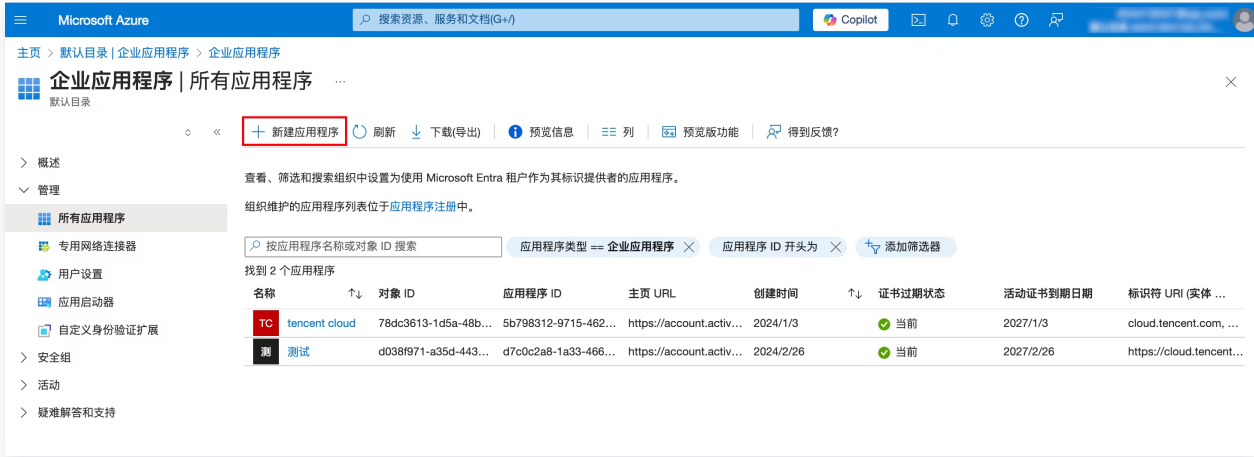 Microsoft Azure
搜索资源、服务和文档(G+/)
Copilot
主页 > 默认目录 | 企业应用程序 > 企业应用程序
企业应用程序 | 所有应用程序 ...
默认目录
新建应用程序 刷新 下载(导出) 预览信息 列 预览版功能 得到反馈?
概述
管理
所有应用程序
专用网络连接器
用户设置
应用启动器
自定义身份验证扩展
安全组
活动
疑难解答和支持
查看、筛选和搜索组织中设置为使用 Microsoft Entra 租户作为其标识提供者的应用程序。
组织维护的应用程序列表位于应用程序注册中。
按应用程序名称或对象 ID 搜索 应用程序类型 == 企业应用程序 应用程序 ID 开头为 添加筛选器
找到 2 个应用程序
名称 对象 ID 应用程序 ID 主页 URL 创建时间 证书过期状态 活动证书到期日期 标识符 URI (实体 ...
TC tencent cloud 78dc3613-1d5a-48b... 5b798312-9715-462... https://account.activ... 2024/1/3 当前 2027/1/3 cloud.tencent.com, ...
测 测试 d038f971-a35d-443... d7c0c2a8-1a33-466... https://account.activ... 2024/2/26 当前 2027/2/26 https://cloud.tencent...